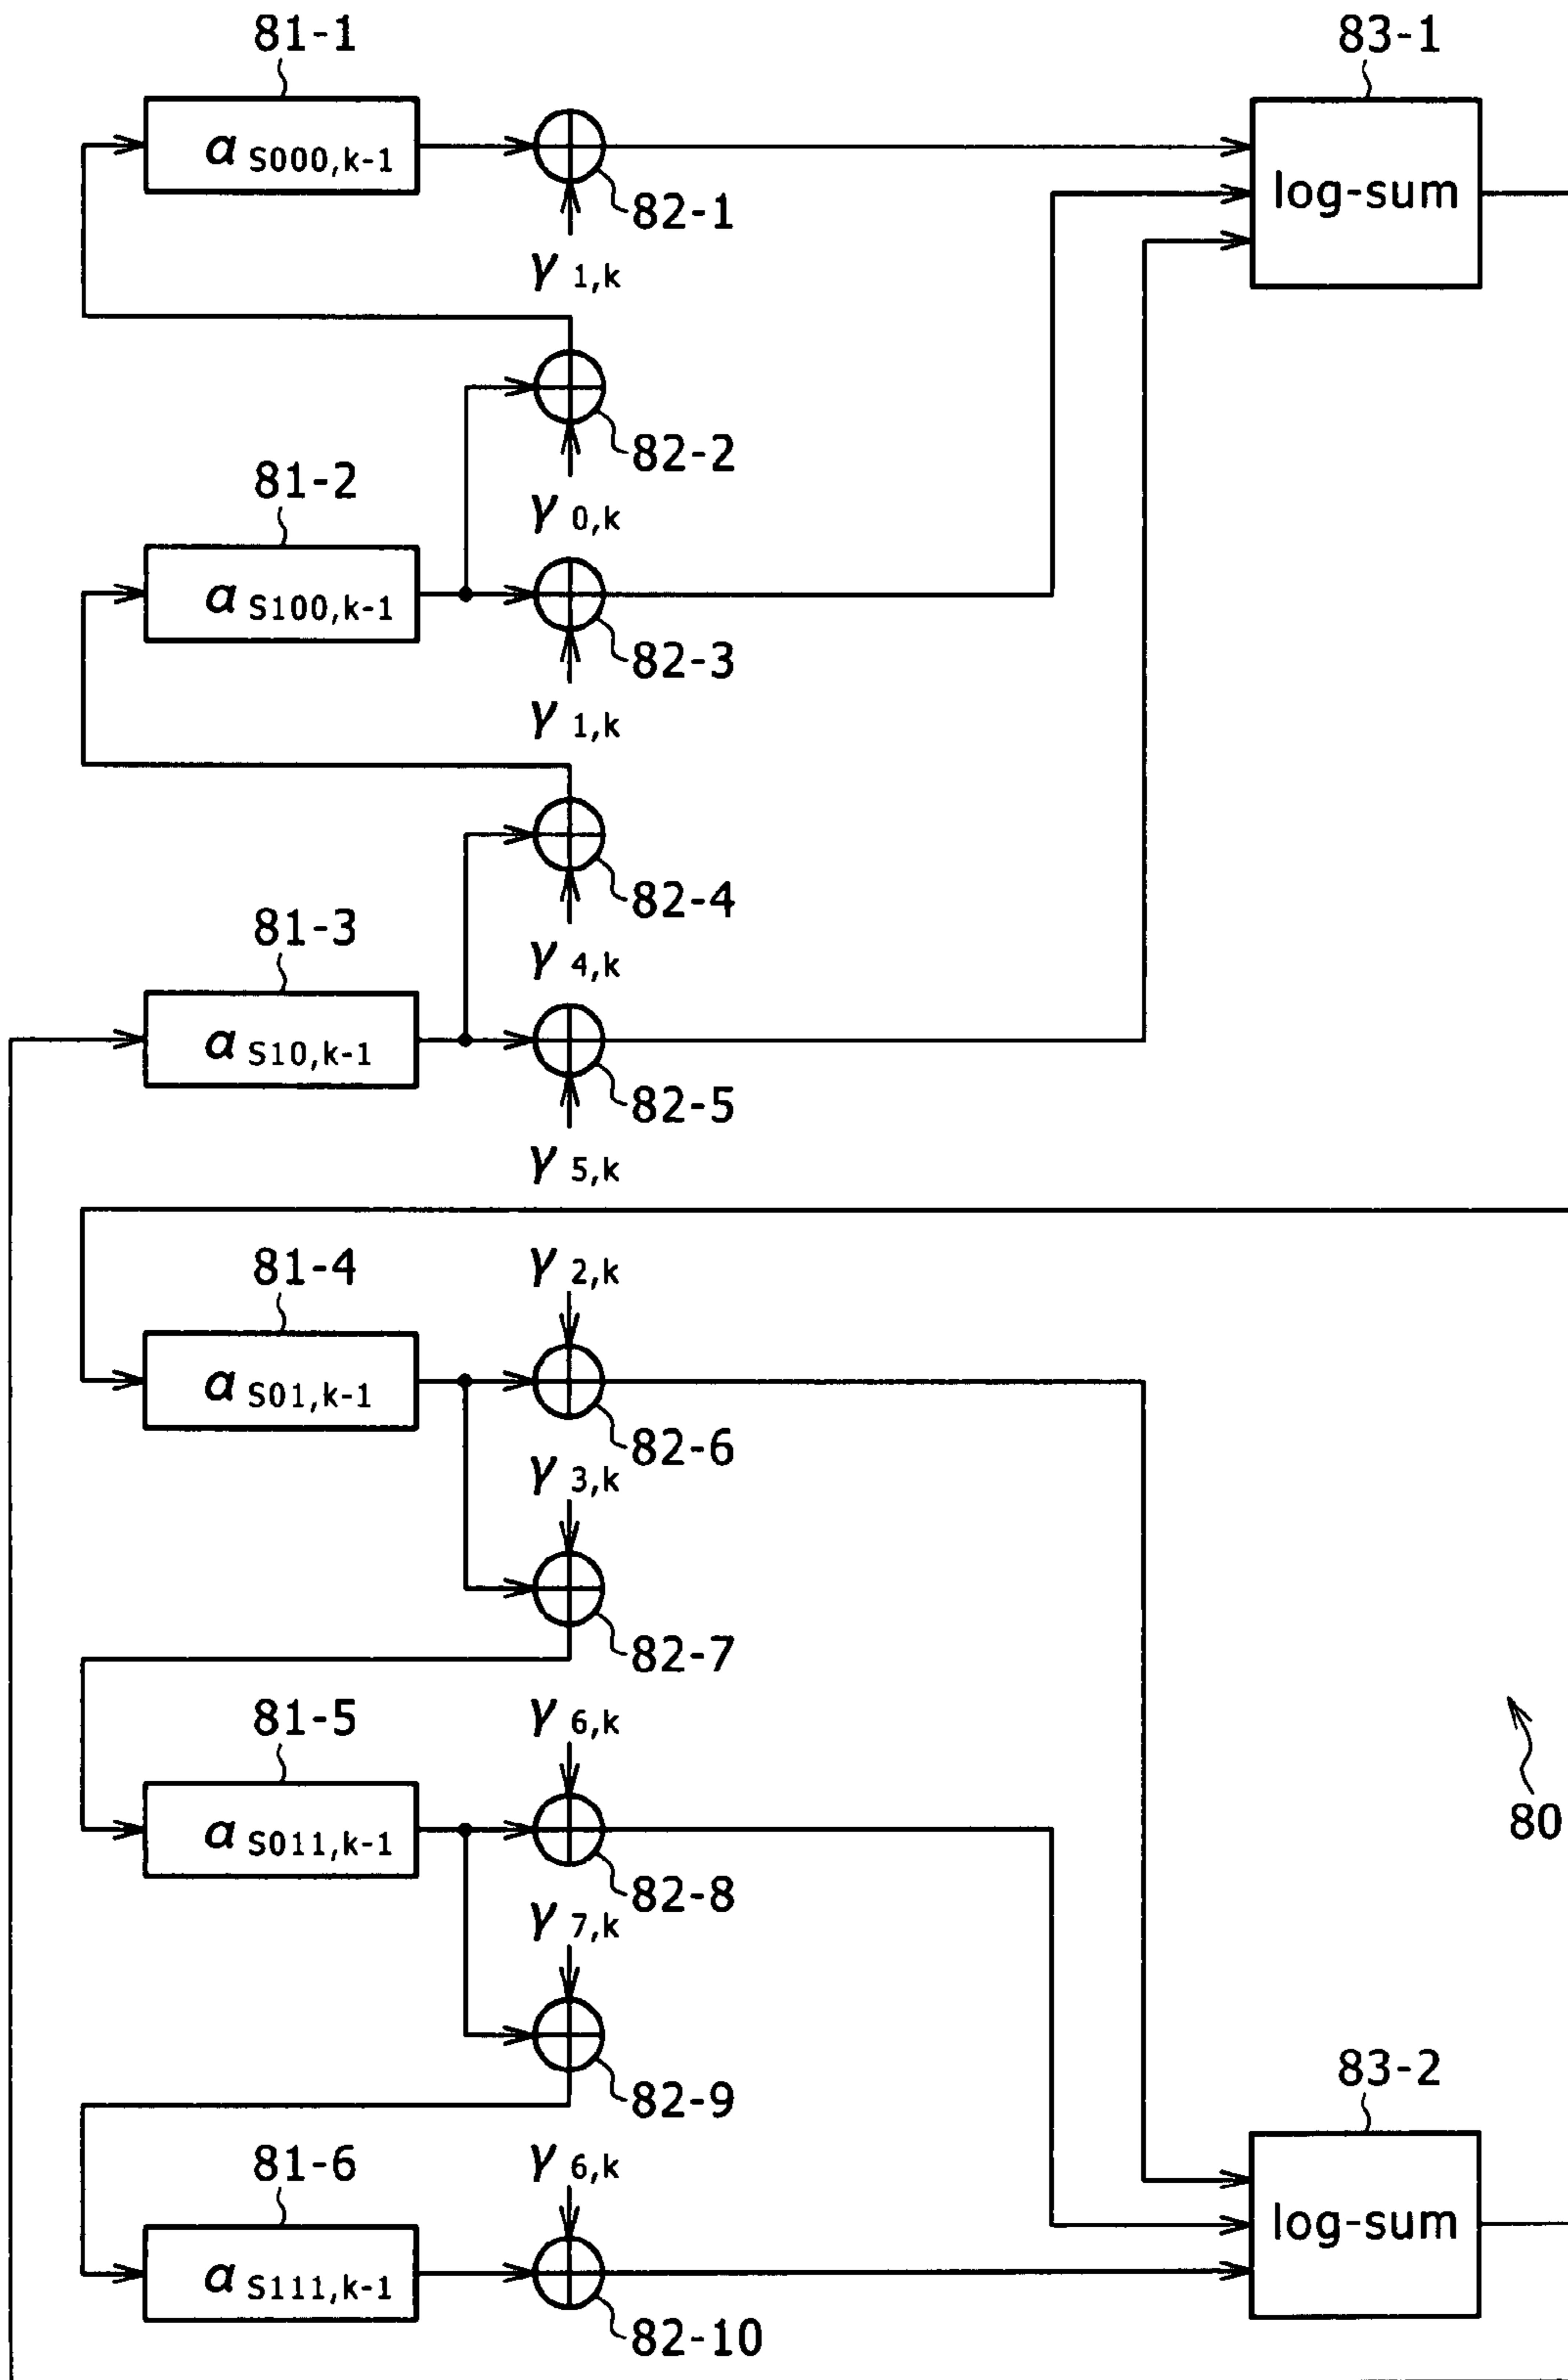 81-1
83-1
α S000,k-1
log-sum
82-1
γ 1,k
82-2
81-2
γ 0,k
α S100,k-1
82-3
γ 1,k
82-4
81-3
γ 4,k
α S10,k-1
82-5
γ 5,k
81-4
γ 2,k
α S01,k-1
82-6
γ 3,k
82-7
81-5
γ 6,k
80
α S011,k-1
82-8
γ 7,k
83-2
82-9
81-6
γ 6,k
log-sum
α S111,k-1
82-10